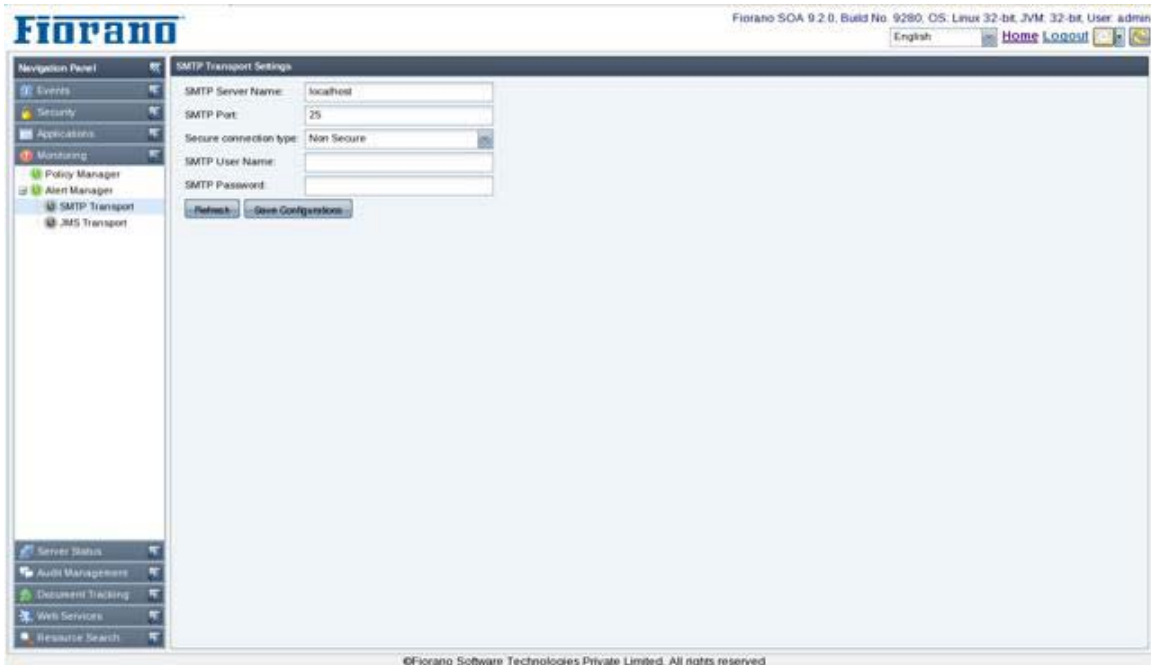 Fiorano
Fiorano SOA 9.2.0, Build No. 9280, OS: Linux 32-bit, JVM: 32-bit, User: admin
English Home Logout
Navigation Panel
Events
Security
Applications
Monitoring
Policy Manager
Alert Manager
SMTP Transport
JMS Transport
Server Status
Audit Management
Document Tracking
Web Services
Resource Search
SMTP Transport Settings
SMTP Server Name: localhost
SMTP Port: 25
Secure connection type: Non Secure
SMTP User Name:
SMTP Password:
Refresh Save Configurations
©Fiorano Software Technologies Private Limited. All rights reserved